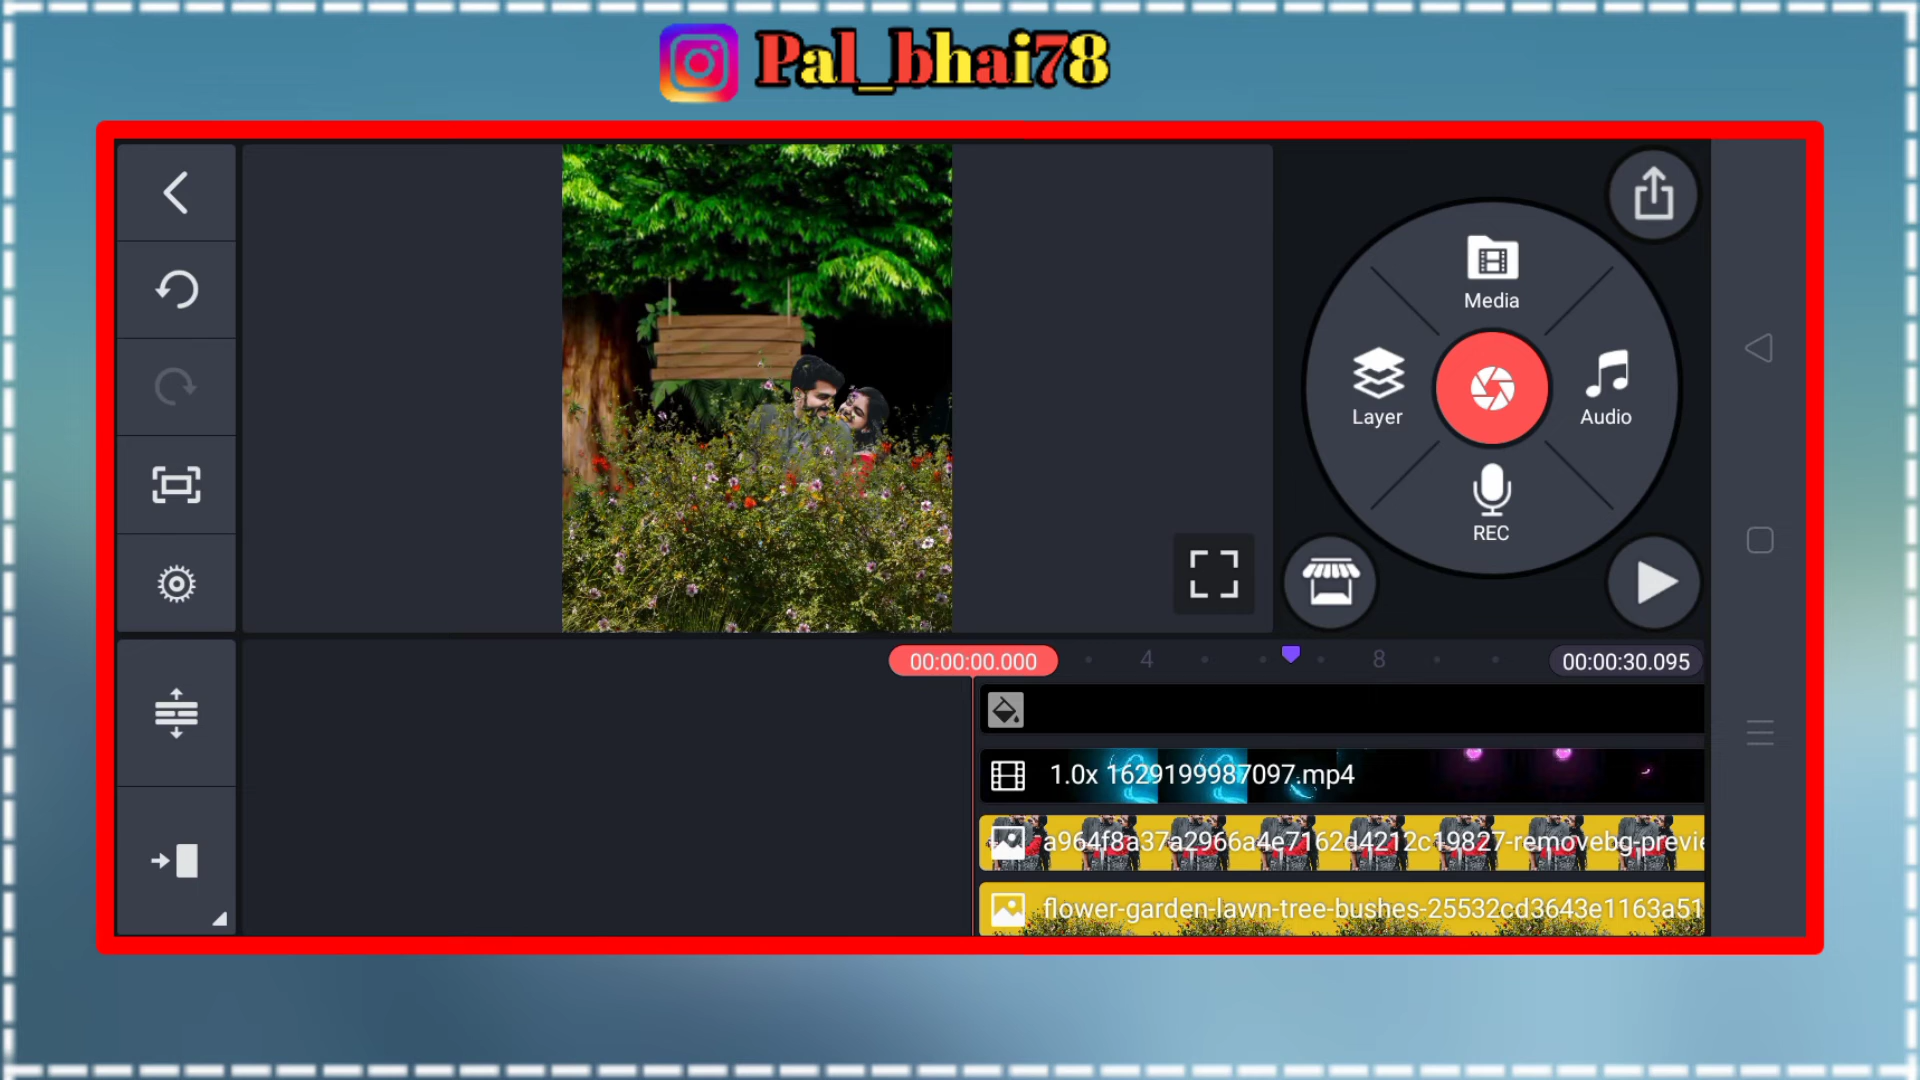 Pal_bhai78
Media
Layer
Audio
REC
00:00:00.000
4
8
00:00:30.095
1.0x 1629199987097.mp4
a964f8a37a2966a4e7162d4212c19827-removebg-previe
flower-garden-lawn-tree-bushes-25532cd3643e1163a51